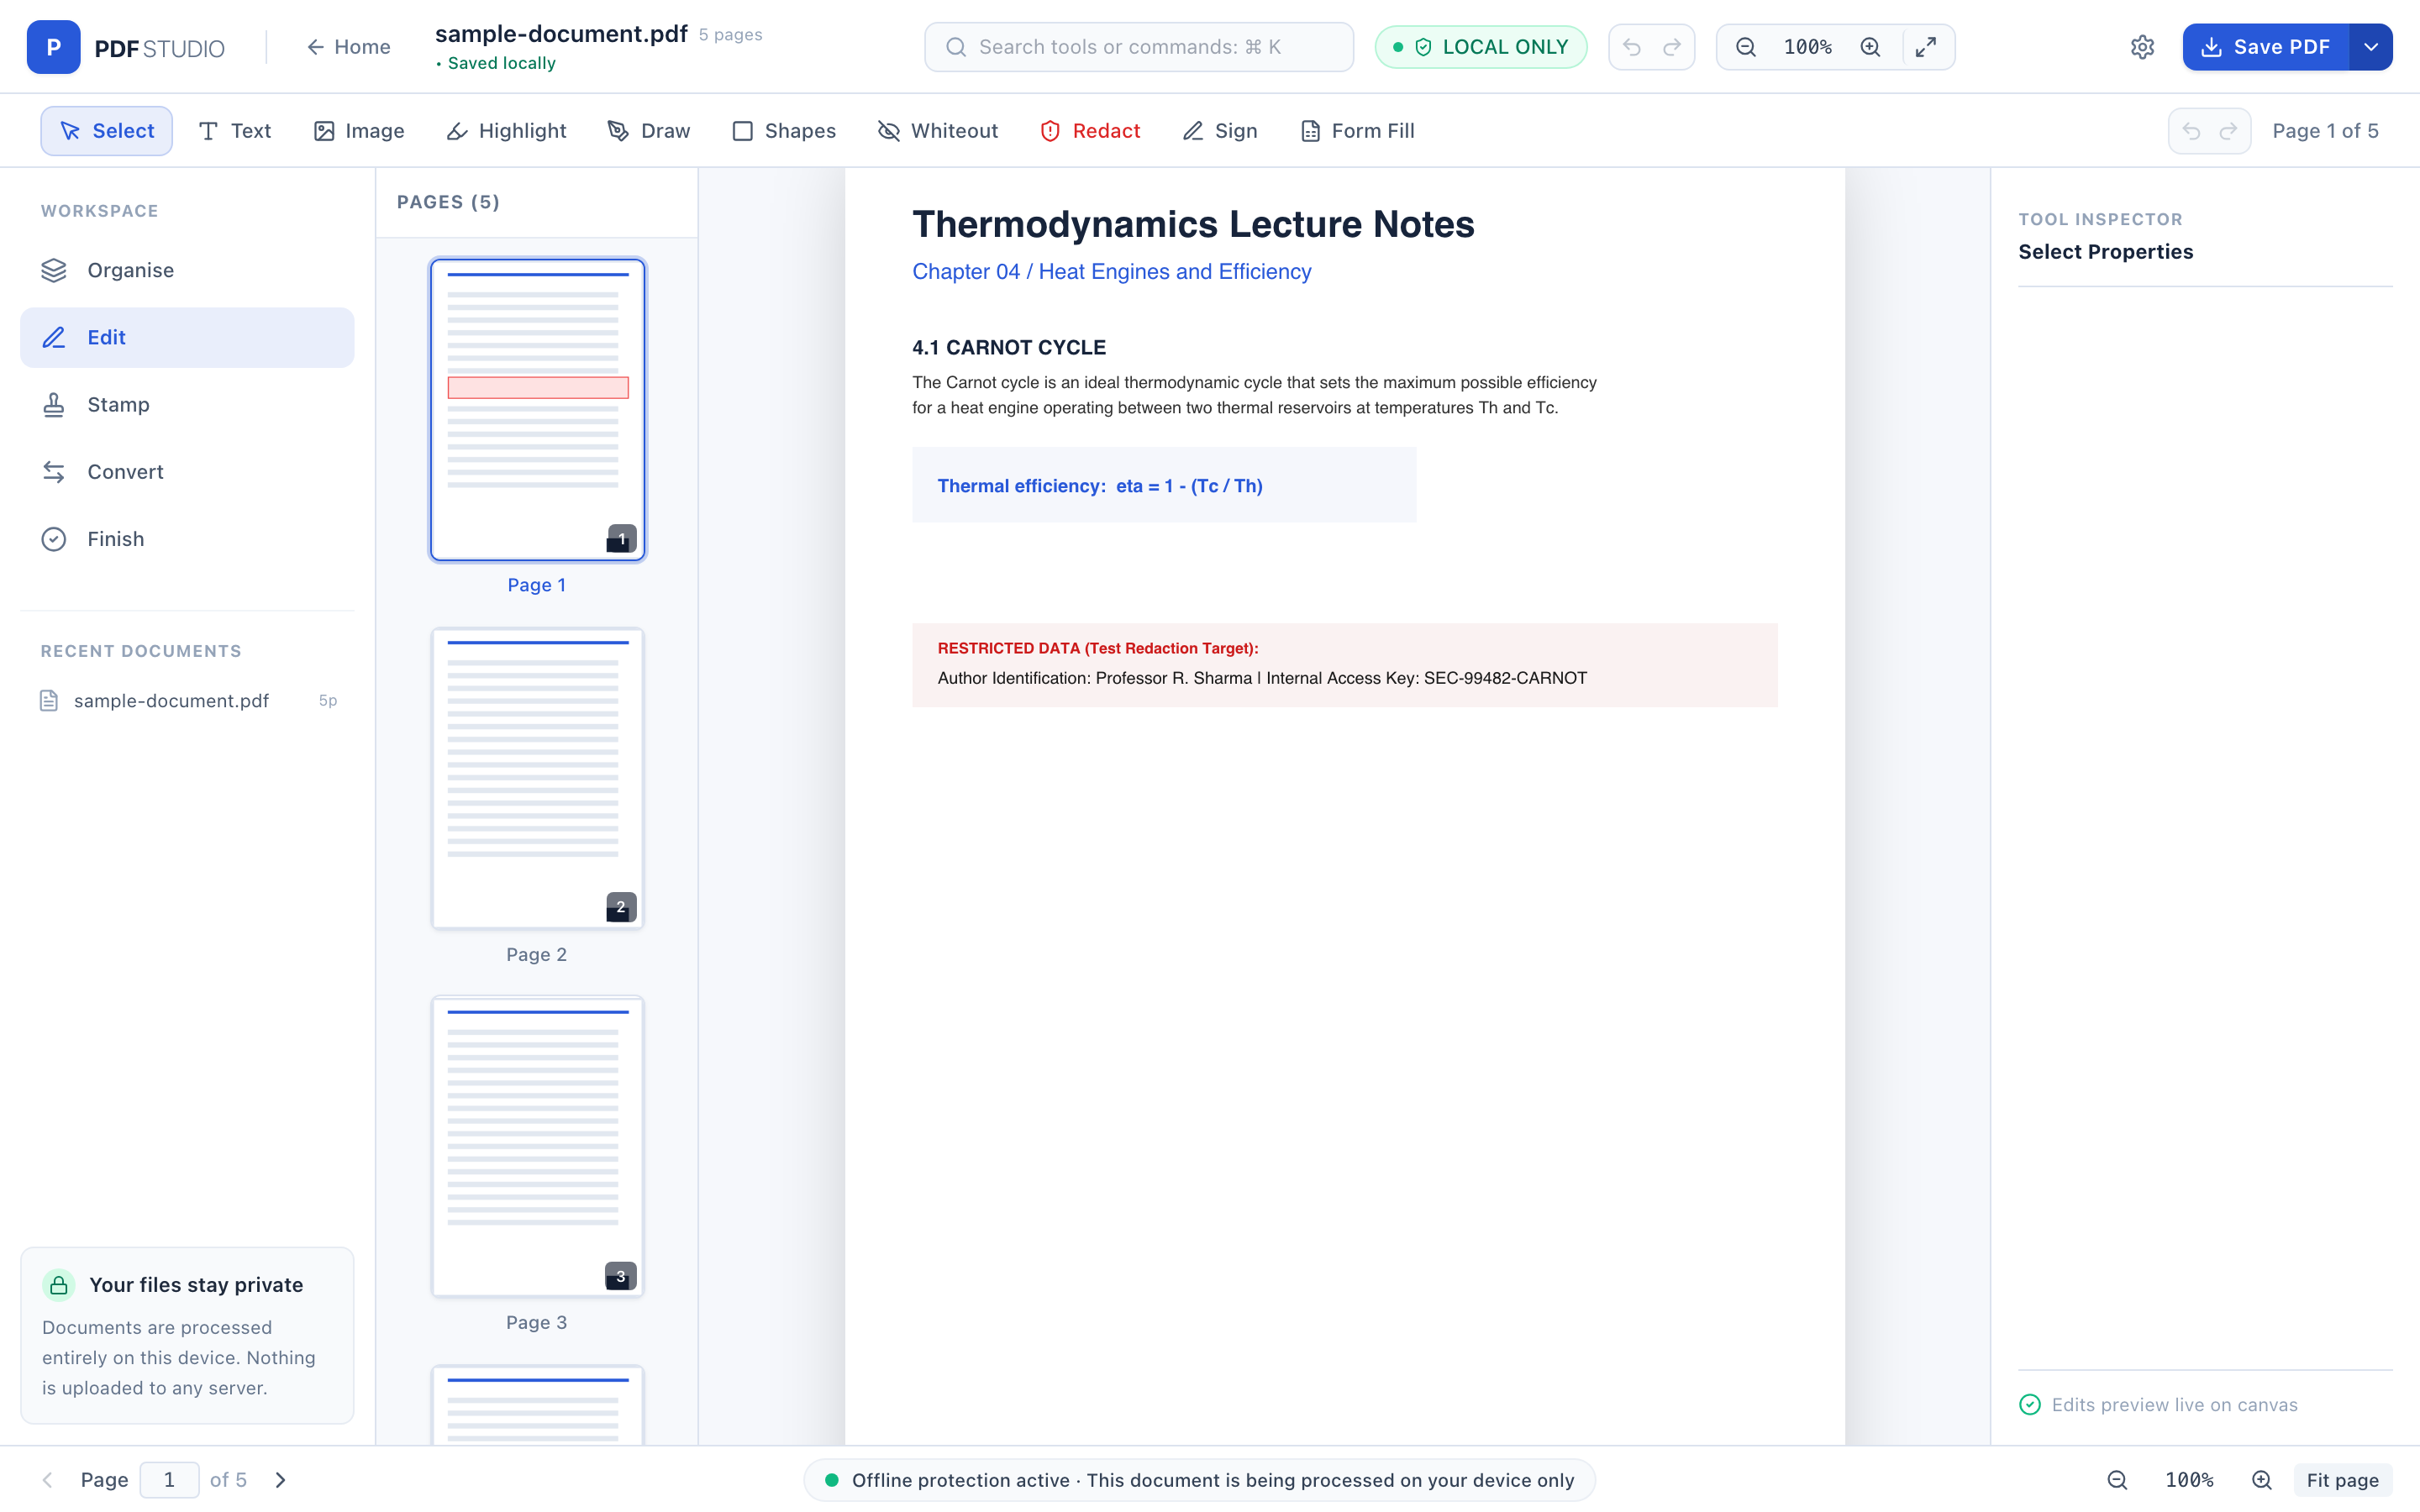 P PDF STUDIO
Home
sample-document.pdf 5 pages
• Saved locally
Search tools or commands: ⌘ K
LOCAL ONLY
100%
Save PDF
Select
Text
Image
Highlight
Draw
Shapes
Whiteout
Redact
Sign
Form Fill
Page 1 of 5
WORKSPACE
Organise
Edit
Stamp
Convert
Finish
RECENT DOCUMENTS
sample-document.pdf 5p
Your files stay private
Documents are processed
entirely on this device. Nothing
is uploaded to any server.
PAGES (5)
1
Page 1
2
Page 2
3
Page 3
Thermodynamics Lecture Notes
Chapter 04 / Heat Engines and Efficiency
4.1 CARNOT CYCLE
The Carnot cycle is an ideal thermodynamic cycle that sets the maximum possible efficiency
for a heat engine operating between two thermal reservoirs at temperatures Th and Tc.
Thermal efficiency: eta = 1 - (Tc / Th)
RESTRICTED DATA (Test Redaction Target):
Author Identification: Professor R. Sharma | Internal Access Key: SEC-99482-CARNOT
TOOL INSPECTOR
Select Properties
Edits preview live on canvas
Page 1 of 5
Offline protection active · This document is being processed on your device only
100%
Fit page